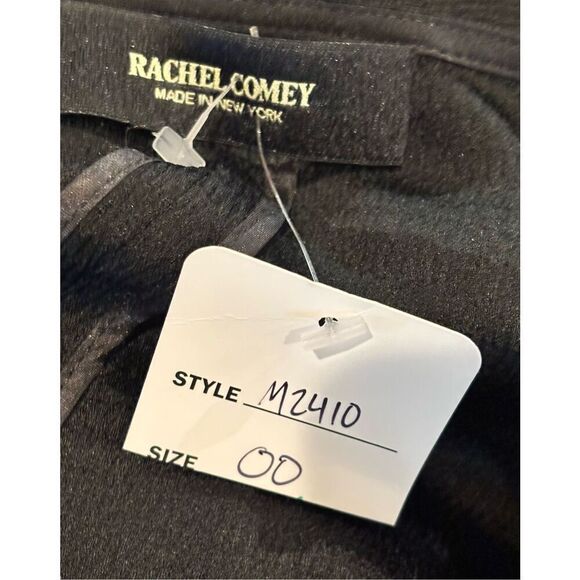 RACHEL COMEY
MADE IN NEW YORK
STYLE M2410
SIZE 00